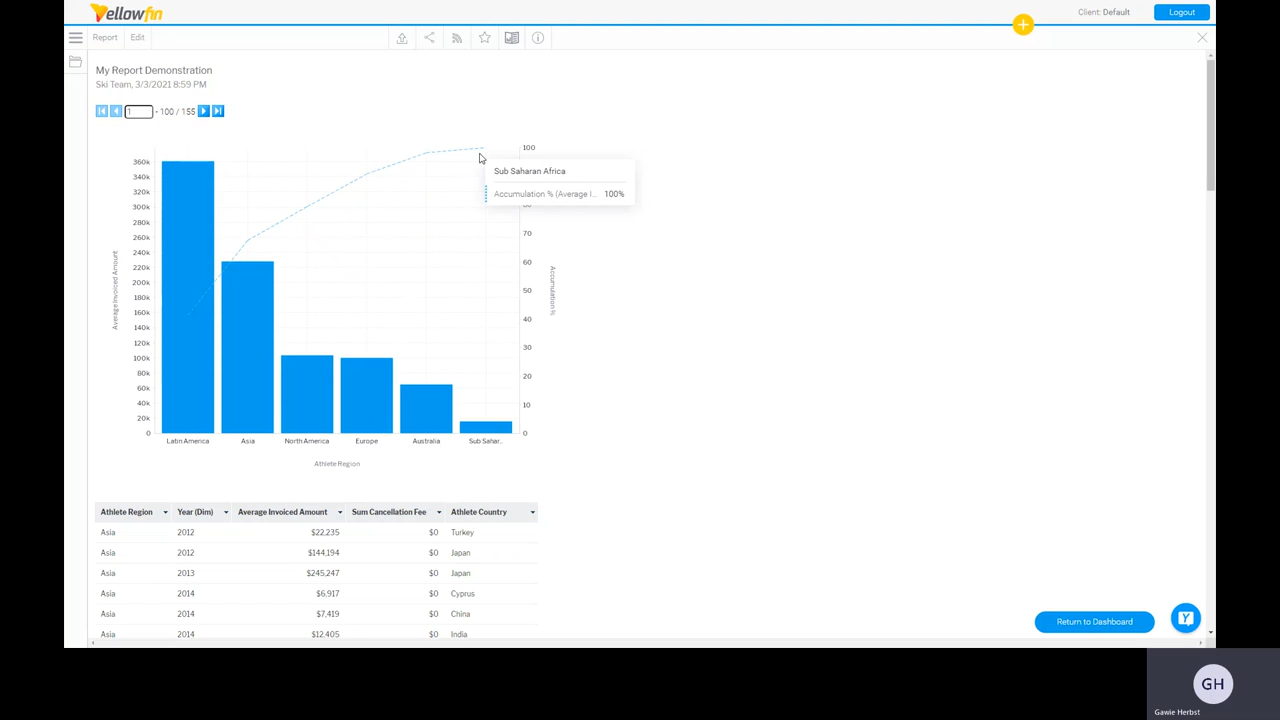 Yellowfin
Client: Default
Logout
Report
Edit
My Report Demonstration
Ski Team, 3/3/2021 8:59 PM
1 - 100 / 155
360k
340k
320k
300k
280k
260k
240k
220k
200k
180k
160k
140k
120k
100k
80k
60k
40k
20k
0
Average Invoiced Amount
100
70
60
50
40
30
20
10
0
Accumulation %
Sub Saharan Africa
Accumulation % (Average I... 100%
Latin America Asia North America Europe Australia Sub Sahar...
Athlete Region
Athlete Region Year (Dim) Average Invoiced Amount Sum Cancellation Fee Athlete Country
Asia 2012 $22,235 $0 Turkey
Asia 2012 $144,194 $0 Japan
Asia 2013 $245,247 $0 Japan
Asia 2014 $6,917 $0 Cyprus
Asia 2014 $7,419 $0 China
Asia 2014 $12,405 $0 India
Return to Dashboard
Y
GH
Gawie Herbst